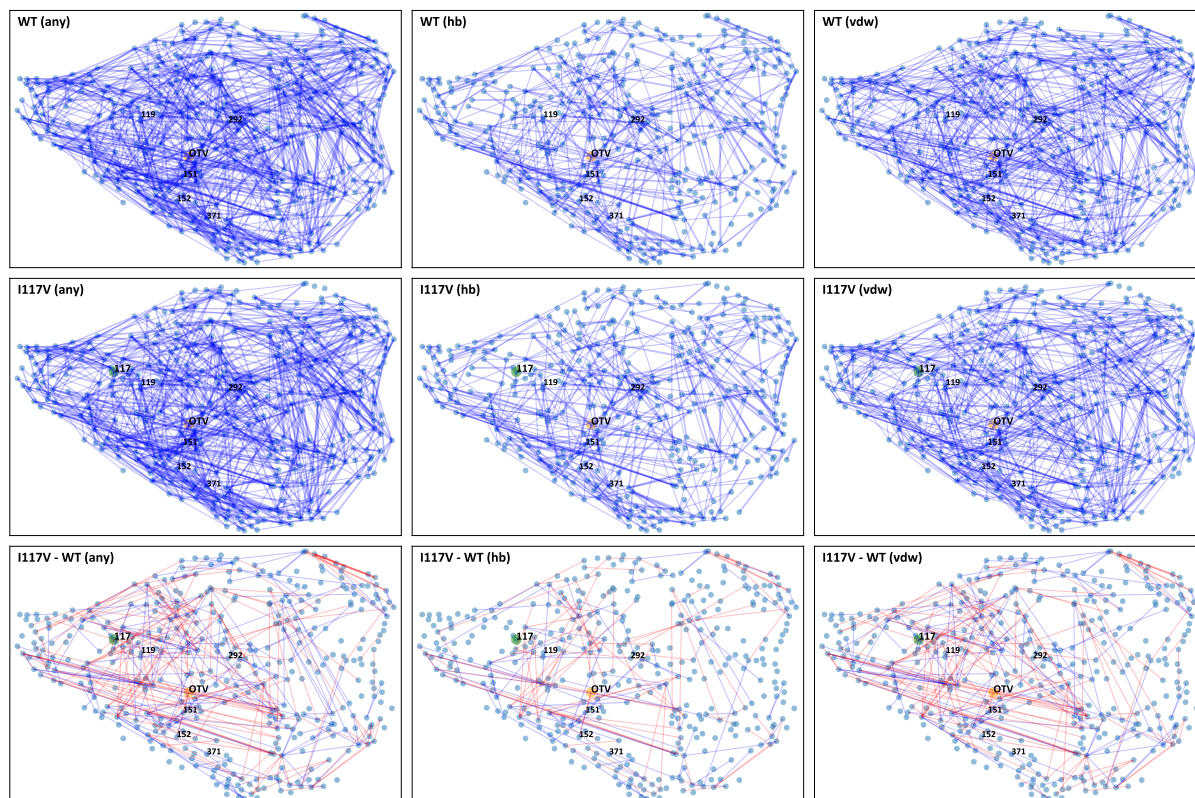 WT (any)
119
292
OTV
151
152
371
WT (hb)
119
292
OTV
151
152
371
WT (vdw)
119
292
OTV
151
152
371
I117V (any)
117
119
292
OTV
151
152
371
I117V (hb)
117
119
292
OTV
151
152
371
I117V (vdw)
117
119
292
OTV
151
152
371
I117V - WT (any)
117
119
292
OTV
151
152
371
I117V - WT (hb)
117
119
292
OTV
151
152
371
I117V - WT (vdw)
117
119
292
OTV
151
152
371